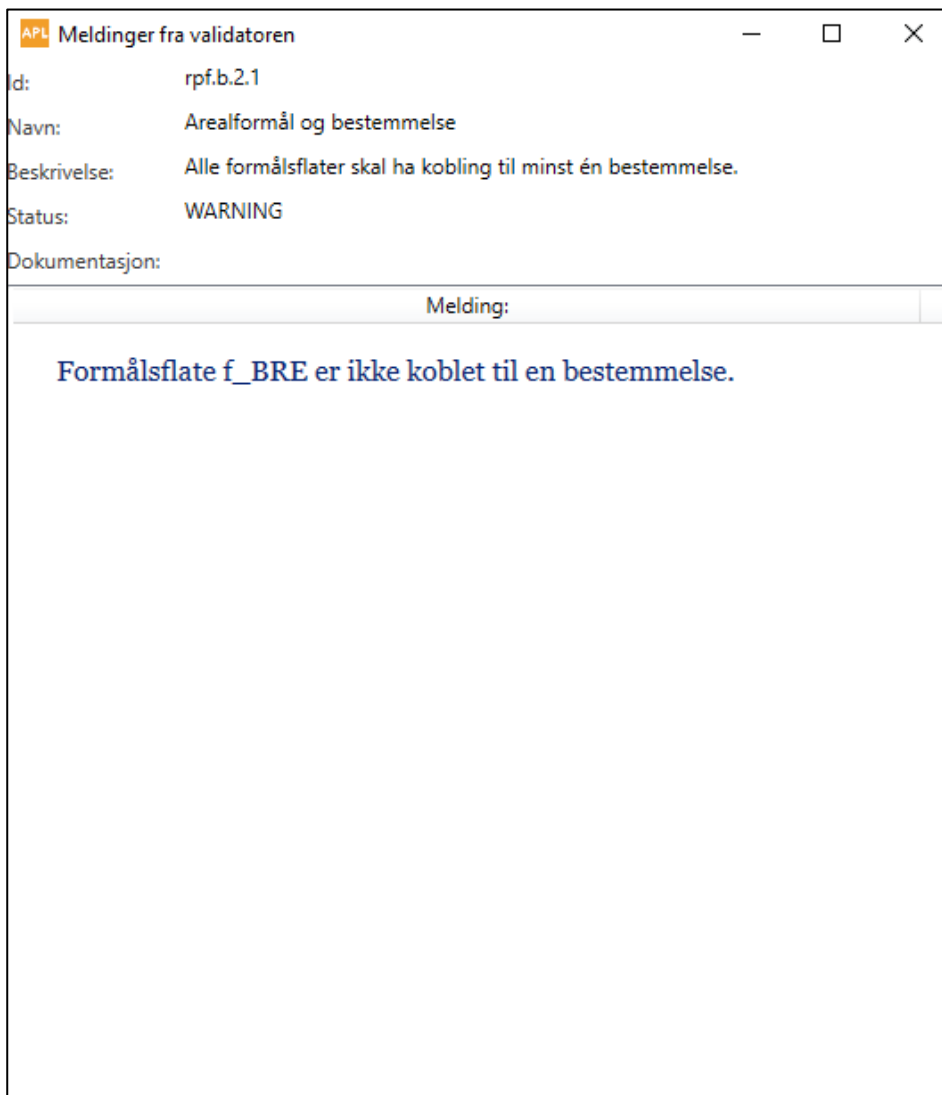 APL Meldinger fra validatoren
Id: rpf.b.2.1
Navn: Arealformål og bestemmelse
Beskrivelse: Alle formålsflater skal ha kobling til minst én bestemmelse.
Status: WARNING
Dokumentasjon:
Melding:
Formålsflate f_BRE er ikke koblet til en bestemmelse.